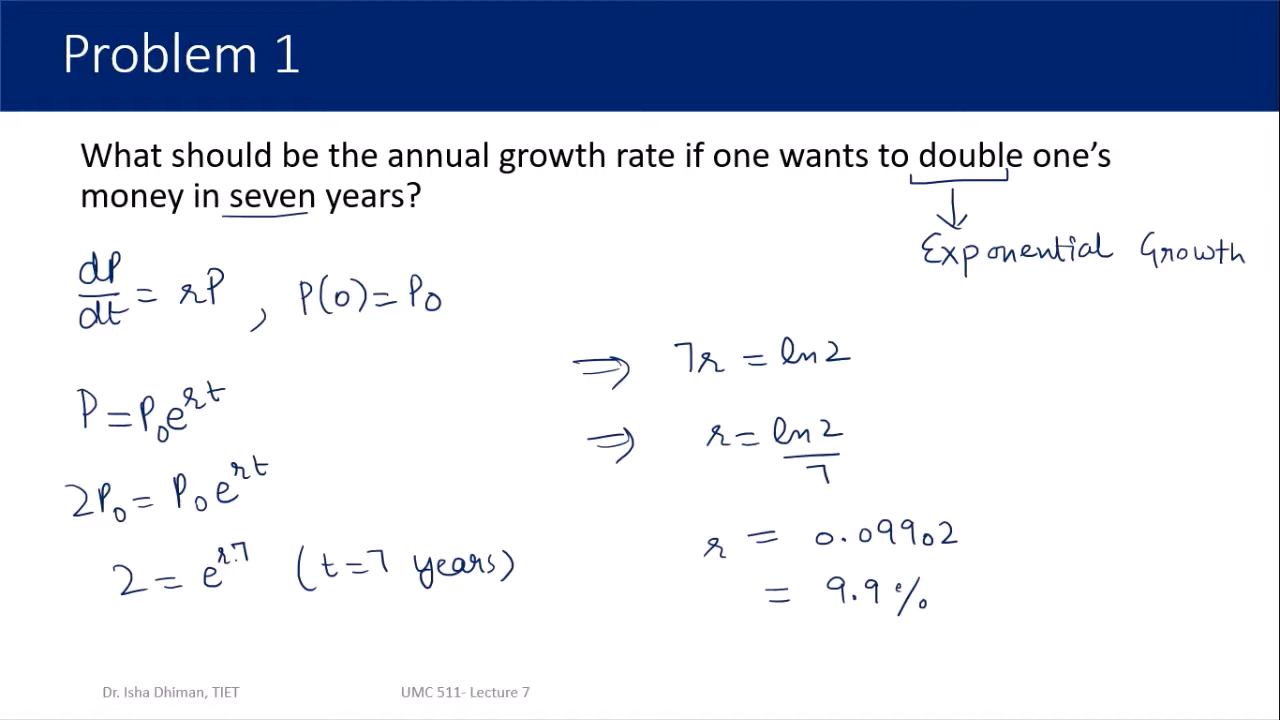 Problem 1
What should be the annual growth rate if one wants to double one's
money in seven years?
Exponential Growth
dP/dt = rP , P(0) = P₀
P = P₀e^{rt}
2P₀ = P₀e^{rt}
2 = e^{r.7} (t=7 years)
⇒ 7r = ln 2
⇒ r = ln 2/7
r = 0.09902
= 9.9%
Dr. Isha Dhiman, TIET
UMC 511- Lecture 7